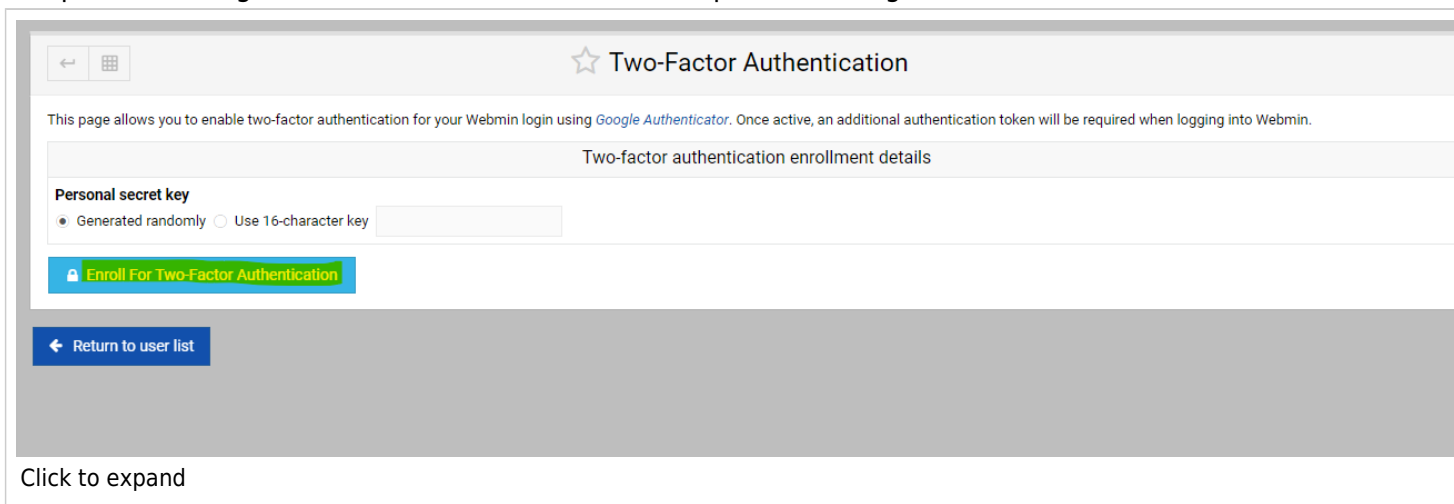 Two-Factor Authentication
This page allows you to enable two-factor authentication for your Webmin login using Google Authenticator. Once active, an additional authentication token will be required when logging into Webmin.
Two-factor authentication enrollment details
Personal secret key
Generated randomly Use 16-character key
Enroll For Two-Factor Authentication
Return to user list
Click to expand